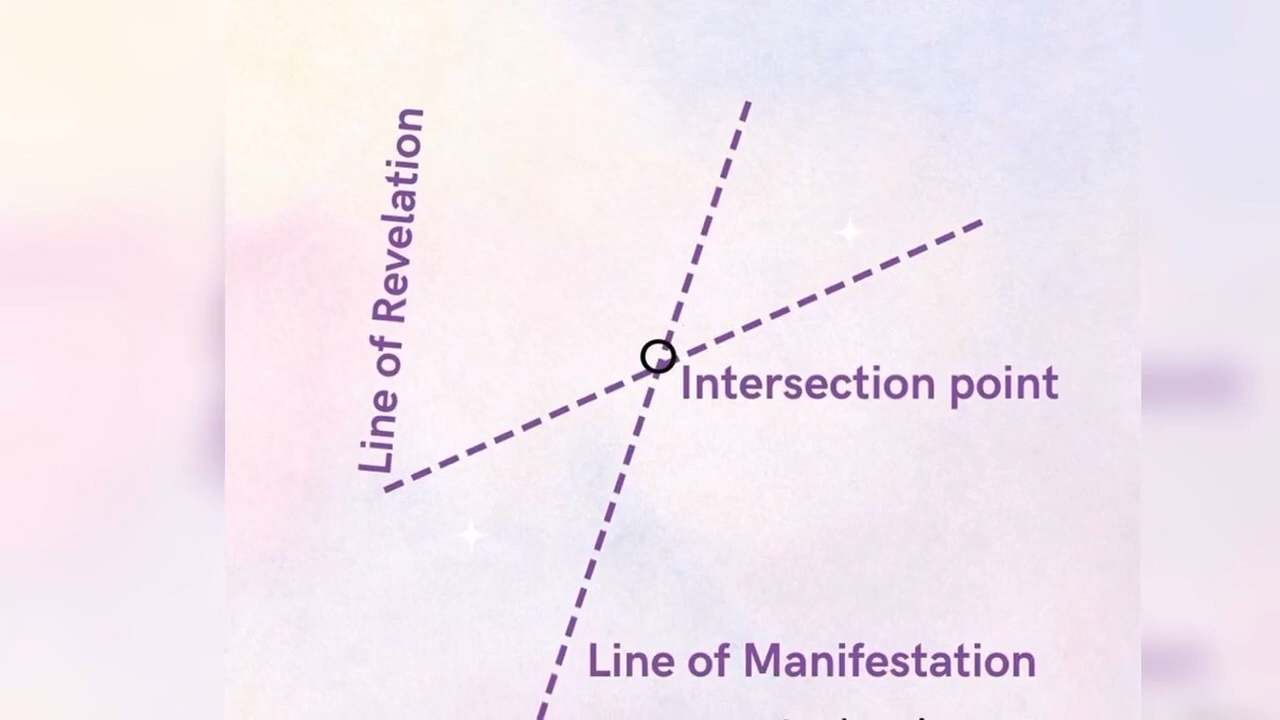 Line of Revelation
Intersection point
Line of Manifestation